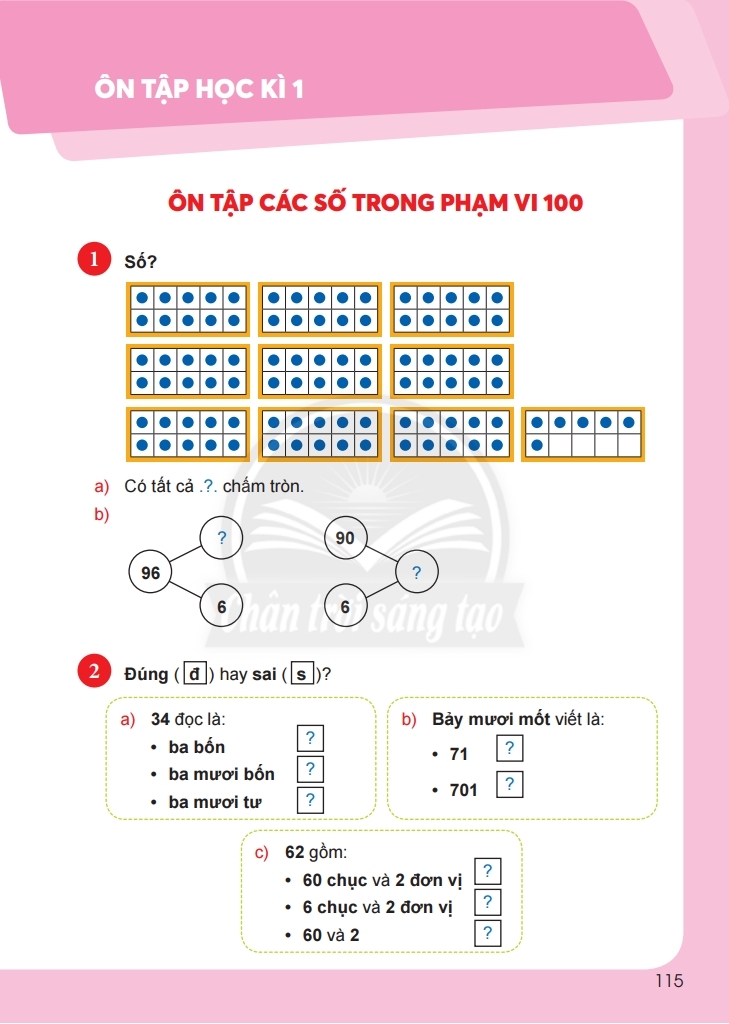 ÔN TẬP HỌC KÌ 1
ÔN TẬP CÁC SỐ TRONG PHẠM VI 100
1 Số?
a) Có tất cả .?. chấm tròn.
b)
? 90
96 ?
6 6
Chân trời sáng tạo
2 Đúng ( đ ) hay sai ( s )?
a) 34 đọc là:
• ba bốn ?
• ba mươi bốn ?
• ba mươi tư ?
b) Bảy mươi mốt viết là:
• 71 ?
• 701 ?
c) 62 gồm:
• 60 chục và 2 đơn vị ?
• 6 chục và 2 đơn vị ?
• 60 và 2 ?
115